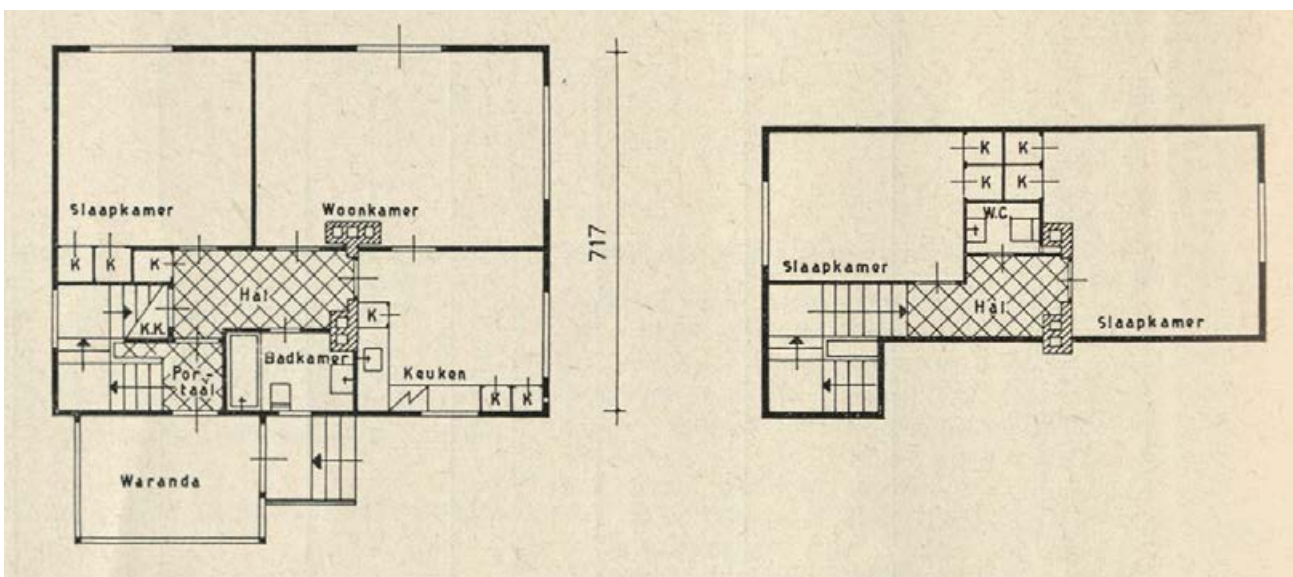 Slaapkamer
Woonkamer
K
K
K
Hal
K.K.
K
Badkamer
Por-
taal
Keuken
K
K
Waranda
717
K
K
K
K
W.C.
Slaapkamer
Hal
Slaapkamer